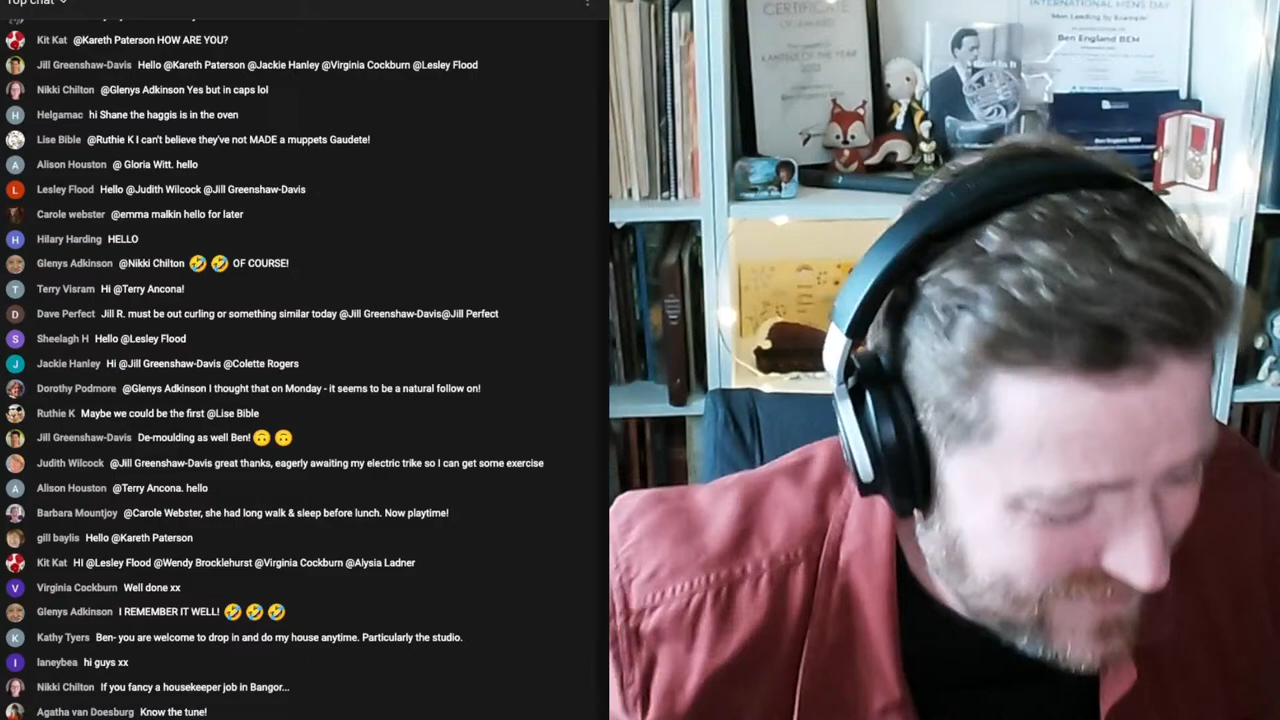 Top chat
Kit Kat @Kareth Paterson HOW ARE YOU?
Jill Greenshaw-Davis Hello @Kareth Paterson @Jackie Hanley @Virginia Cockburn @Lesley Flood
Nikki Chilton @Glenys Adkinson Yes but in caps lol
H Helgamac hi Shane the haggis is in the oven
Lise Bible @Ruthie K I can't believe they've not MADE a muppets Gaudete!
A Alison Houston @ Gloria Witt. hello
L Lesley Flood Hello @Judith Wilcock @Jill Greenshaw-Davis
Carole webster @emma malkin hello for later
H Hilary Harding HELLO
Glenys Adkinson @Nikki Chilton 🤣 🤣 OF COURSE!
T Terry Visram Hi @Terry Ancona!
D Dave Perfect Jill R. must be out curling or something similar today @Jill Greenshaw-Davis@Jill Perfect
S Sheelagh H Hello @Lesley Flood
J Jackie Hanley Hi @Jill Greenshaw-Davis @Colette Rogers
Dorothy Podmore @Glenys Adkinson I thought that on Monday - it seems to be a natural follow on!
Ruthie K Maybe we could be the first @Lise Bible
Jill Greenshaw-Davis De-moulding as well Ben! 🙃 🙃
Judith Wilcock @Jill Greenshaw-Davis great thanks, eagerly awaiting my electric trike so I can get some exercise
A Alison Houston @Terry Ancona. hello
Barbara Mountjoy @Carole Webster, she had long walk & sleep before lunch. Now playtime!
gill baylis Hello @Kareth Paterson
Kit Kat HI @Lesley Flood @Wendy Brocklehurst @Virginia Cockburn @Alysia Ladner
V Virginia Cockburn Well done xx
Glenys Adkinson I REMEMBER IT WELL! 🤣 🤣 🤣
K Kathy Tyers Ben- you are welcome to drop in and do my house anytime. Particularly the studio.
l laneybea hi guys xx
Nikki Chilton If you fancy a housekeeper job in Bangor...
Agatha van Doesburg Know the tune!
CERTIFICATE
INTERNATIONAL MEN'S DAY
'Men Leading by Example'
Ben England BEM